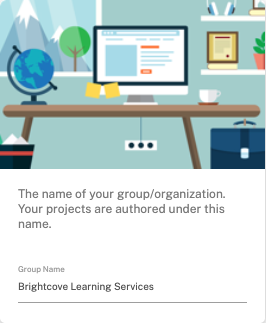 The name of your group/organization.
Your projects are authored under this
name.
Group Name
Brightcove Learning Services